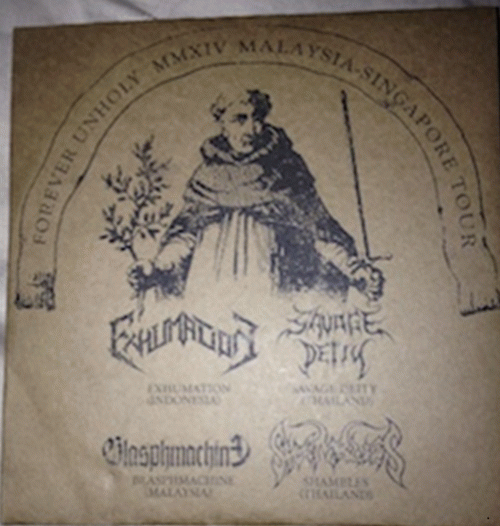 FOREVER UNHOLY MMXIV MALAYSIA-SINGAPORE TOUR
EXHUMATION
SAVAGE DEITY
EXHUMATION
(INDONESIA)
SAVAGE DEITY
(THAILAND)
Blasphmachine
SHAMBLES
BLASPHMACHINE
(MALAYSIA)
SHAMBLES
(THAILAND)